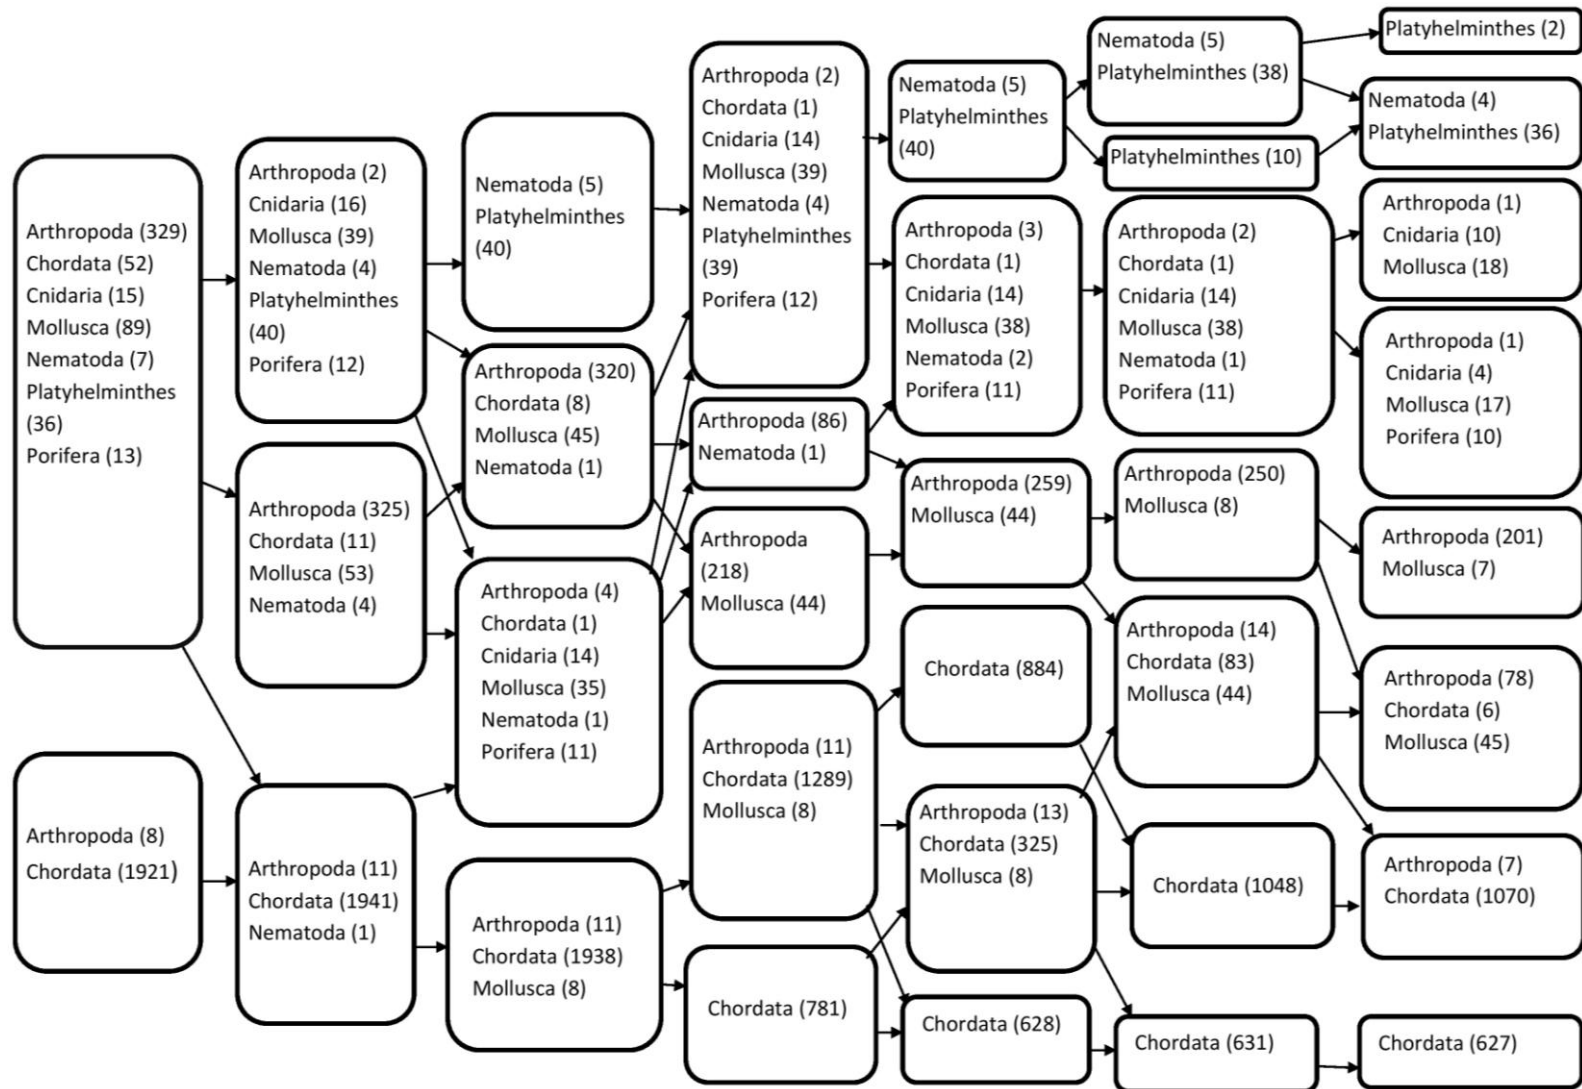 Arthropoda (329)
Chordata (52)
Cnidaria (15)
Mollusca (89)
Nematoda (7)
Platyhelminthes
(36)
Porifera (13)
Arthropoda (8)
Chordata (1921)
Arthropoda (2)
Cnidaria (16)
Mollusca (39)
Nematoda (4)
Platyhelminthes
(40)
Porifera (12)
Arthropoda (325)
Chordata (11)
Mollusca (53)
Nematoda (4)
Arthropoda (11)
Chordata (1941)
Nematoda (1)
Nematoda (5)
Platyhelminthes
(40)
Arthropoda (320)
Chordata (8)
Mollusca (45)
Nematoda (1)
Arthropoda (4)
Chordata (1)
Cnidaria (14)
Mollusca (35)
Nematoda (1)
Porifera (11)
Arthropoda (11)
Chordata (1938)
Mollusca (8)
Arthropoda (2)
Chordata (1)
Cnidaria (14)
Mollusca (39)
Nematoda (4)
Platyhelminthes
(39)
Porifera (12)
Arthropoda (86)
Nematoda (1)
Arthropoda
(218)
Mollusca (44)
Arthropoda (11)
Chordata (1289)
Mollusca (8)
Chordata (781)
Nematoda (5)
Platyhelminthes
(40)
Arthropoda (3)
Chordata (1)
Cnidaria (14)
Mollusca (38)
Nematoda (2)
Porifera (11)
Arthropoda (259)
Mollusca (44)
Chordata (884)
Arthropoda (13)
Chordata (325)
Mollusca (8)
Chordata (628)
Nematoda (5)
Platyhelminthes (38)
Platyhelminthes (10)
Arthropoda (2)
Chordata (1)
Cnidaria (14)
Mollusca (38)
Nematoda (1)
Porifera (11)
Arthropoda (250)
Mollusca (8)
Arthropoda (14)
Chordata (83)
Mollusca (44)
Chordata (1048)
Chordata (631)
Platyhelminthes (2)
Nematoda (4)
Platyhelminthes (36)
Arthropoda (1)
Cnidaria (10)
Mollusca (18)
Arthropoda (1)
Cnidaria (4)
Mollusca (17)
Porifera (10)
Arthropoda (201)
Mollusca (7)
Arthropoda (78)
Chordata (6)
Mollusca (45)
Arthropoda (7)
Chordata (1070)
Chordata (627)